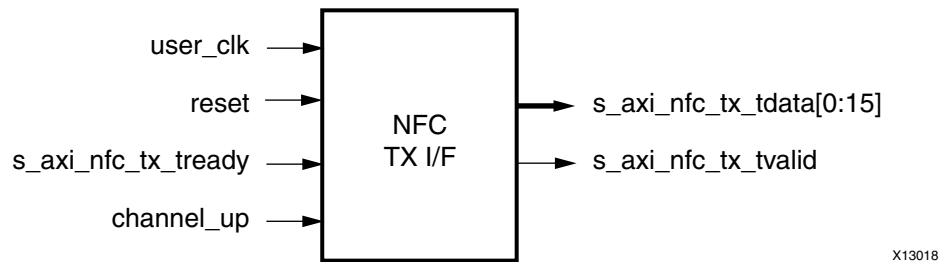 user_clk
reset
s_axi_nfc_tx_tready
channel_up
NFC
TX I/F
s_axi_nfc_tx_tdata[0:15]
s_axi_nfc_tx_tvalid
X13018